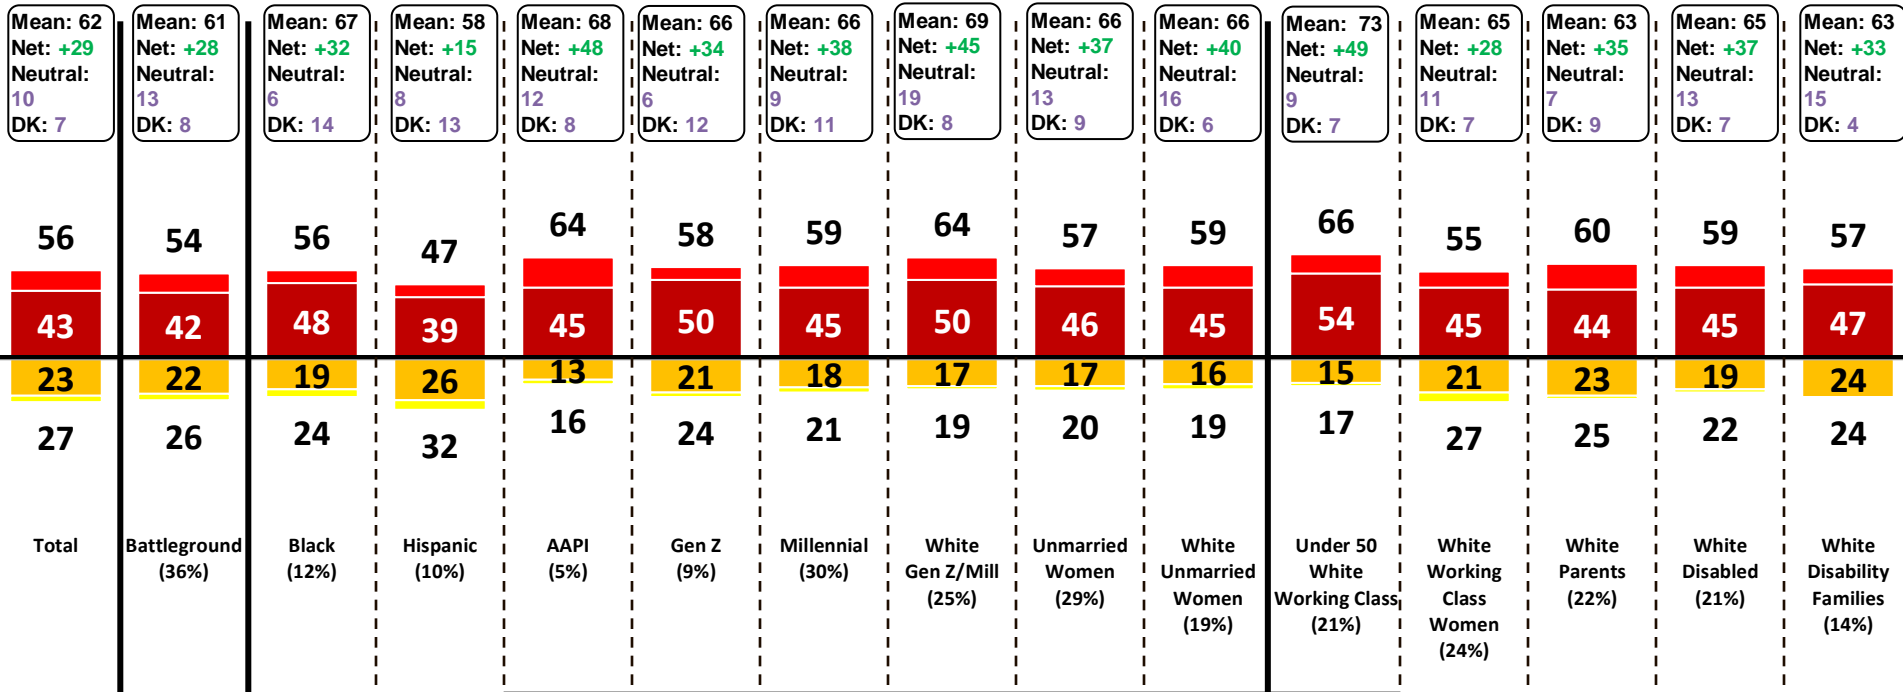 Mean: 62
Net: +29
Neutral:
10
DK: 7
Mean: 61
Net: +28
Neutral:
13
DK: 8
Mean: 67
Net: +32
Neutral:
6
DK: 14
Mean: 58
Net: +15
Neutral:
8
DK: 13
Mean: 68
Net: +48
Neutral:
12
DK: 8
Mean: 66
Net: +34
Neutral:
6
DK: 12
Mean: 66
Net: +38
Neutral:
9
DK: 11
Mean: 69
Net: +45
Neutral:
19
DK: 8
Mean: 66
Net: +37
Neutral:
13
DK: 9
Mean: 66
Net: +40
Neutral:
16
DK: 6
Mean: 73
Net: +49
Neutral:
9
DK: 7
Mean: 65
Net: +28
Neutral:
11
DK: 7
Mean: 63
Net: +35
Neutral:
7
DK: 9
Mean: 65
Net: +37
Neutral:
13
DK: 7
Mean: 63
Net: +33
Neutral:
15
DK: 4
56 54 56 47 64 58 59 64 57 59 66 55 60 59 57
43 42 48 39 45 50 45 50 46 45 54 45 44 45 47
23 22 19 26 13 21 18 17 17 16 15 21 23 19 24
27 26 24 32 16 24 21 19 20 19 17 27 25 22 24
Total
Battleground
(36%)
Black
(12%)
Hispanic
(10%)
AAPI
(5%)
Gen Z
(9%)
Millennial
(30%)
White
Gen Z/Mill
(25%)
Unmarried
Women
(29%)
White
Unmarried
Women
(19%)
Under 50
White
Working Class
(21%)
White
Working
Class
Women
(24%)
White
Parents
(22%)
White
Disabled
(21%)
White
Disability
Families
(14%)